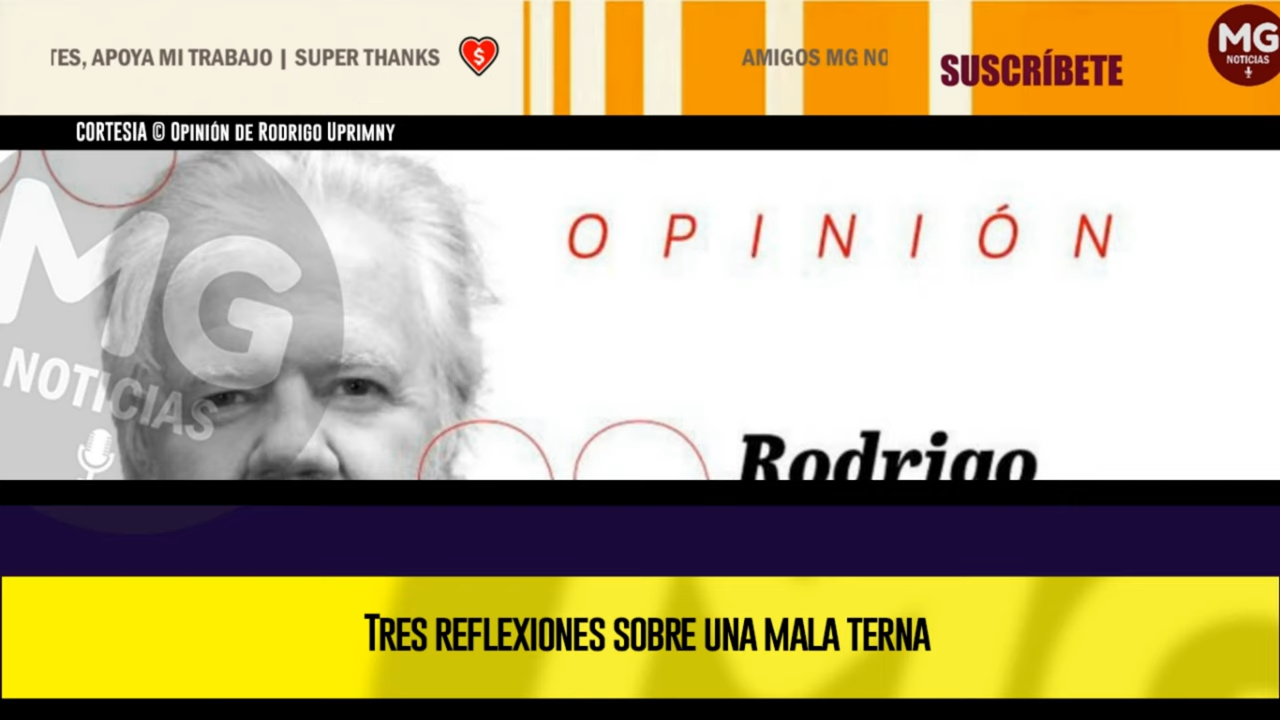 TES, APOYA MI TRABAJO | SUPER THANKS
AMIGOS MG NO
SUSCRÍBETE
MG
NOTICIAS
CORTESIA © OPINIÓN DE RODRIGO UPRIMNY
OPINIÓN
MG
NOTICIAS
Rodrigo
TRES REFLEXIONES SOBRE UNA MALA TERNA